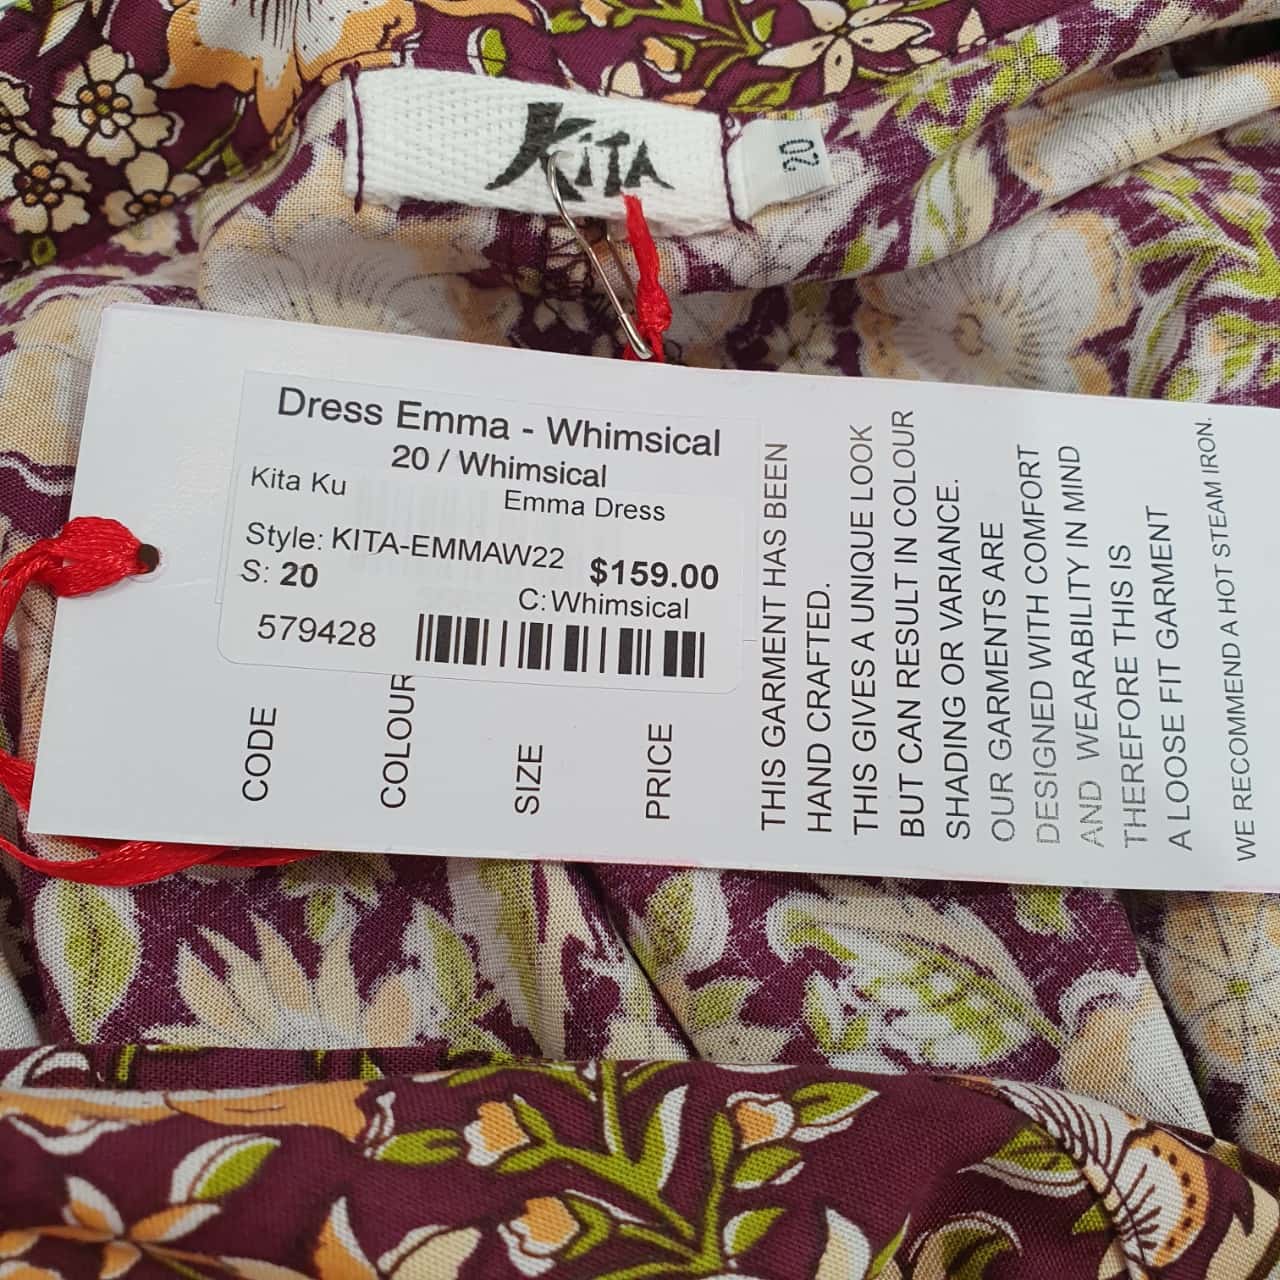 KITA
20
Dress Emma - Whimsical
20 / Whimsical
Kita Ku
Emma Dress
Style: KITA-EMMAW22
$159.00
S: 20
C: Whimsical
579428
CODE
COLOUR
SIZE
PRICE
THIS GARMENT HAS BEEN
HAND CRAFTED.
THIS GIVES A UNIQUE LOOK
BUT CAN RESULT IN COLOUR
SHADING OR VARIANCE.
OUR GARMENTS ARE
DESIGNED WITH COMFORT
AND WEARABILITY IN MIND
THEREFORE THIS IS
A LOOSE FIT GARMENT
WE RECOMMEND A HOT STEAM IRON.